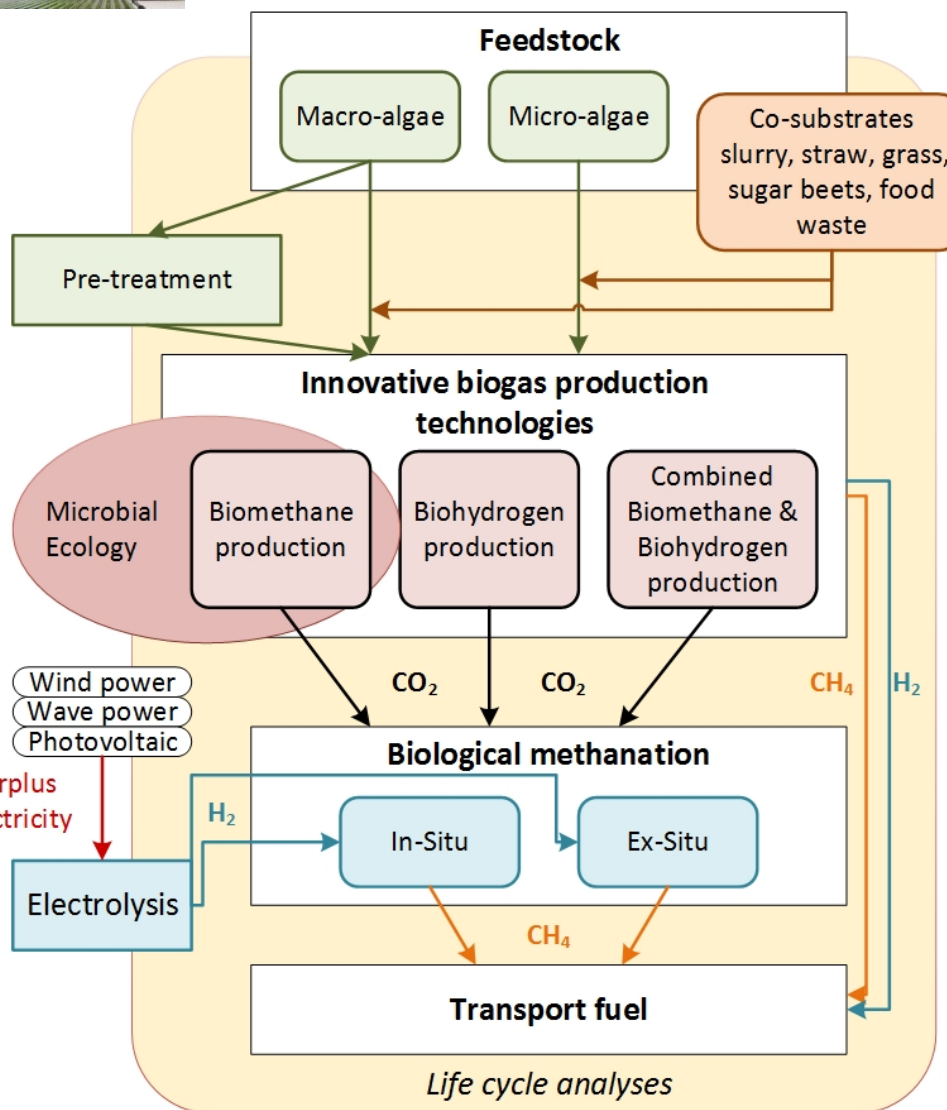 Feedstock
Macro-algae
Micro-algae
Co-substrates
slurry, straw, grass,
sugar beets, food
waste
Pre-treatment
Innovative biogas production
technologies
Microbial
Ecology
Biomethane
production
Biohydrogen
production
Combined
Biomethane &
Biohydrogen
production
CO₂
CO₂
CH₄
H₂
Wind power
Wave power
Photovoltaic
Biological methanation
H₂
In-Situ
Ex-Situ
Electrolysis
CH₄
Transport fuel
Life cycle analyses